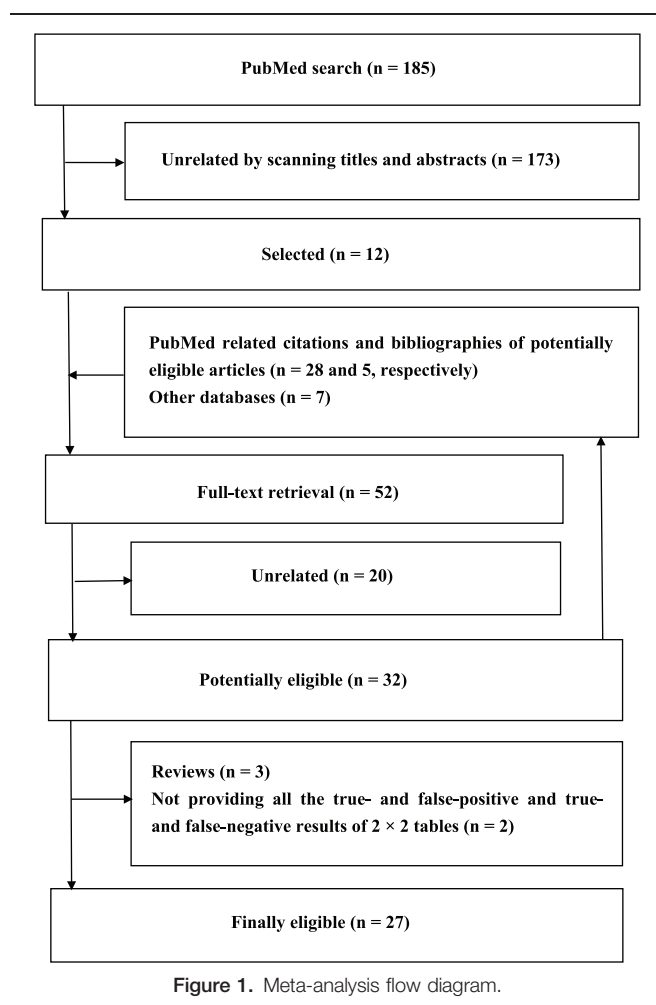 PubMed search (n = 185)
Unrelated by scanning titles and abstracts (n = 173)
Selected (n = 12)
PubMed related citations and bibliographies of potentially
eligible articles (n = 28 and 5, respectively)
Other databases (n = 7)
Full-text retrieval (n = 52)
Unrelated (n = 20)
Potentially eligible (n = 32)
Reviews (n = 3)
Not providing all the true- and false-positive and true-
and false-negative results of 2 × 2 tables (n = 2)
Finally eligible (n = 27)
Figure 1. Meta-analysis flow diagram.